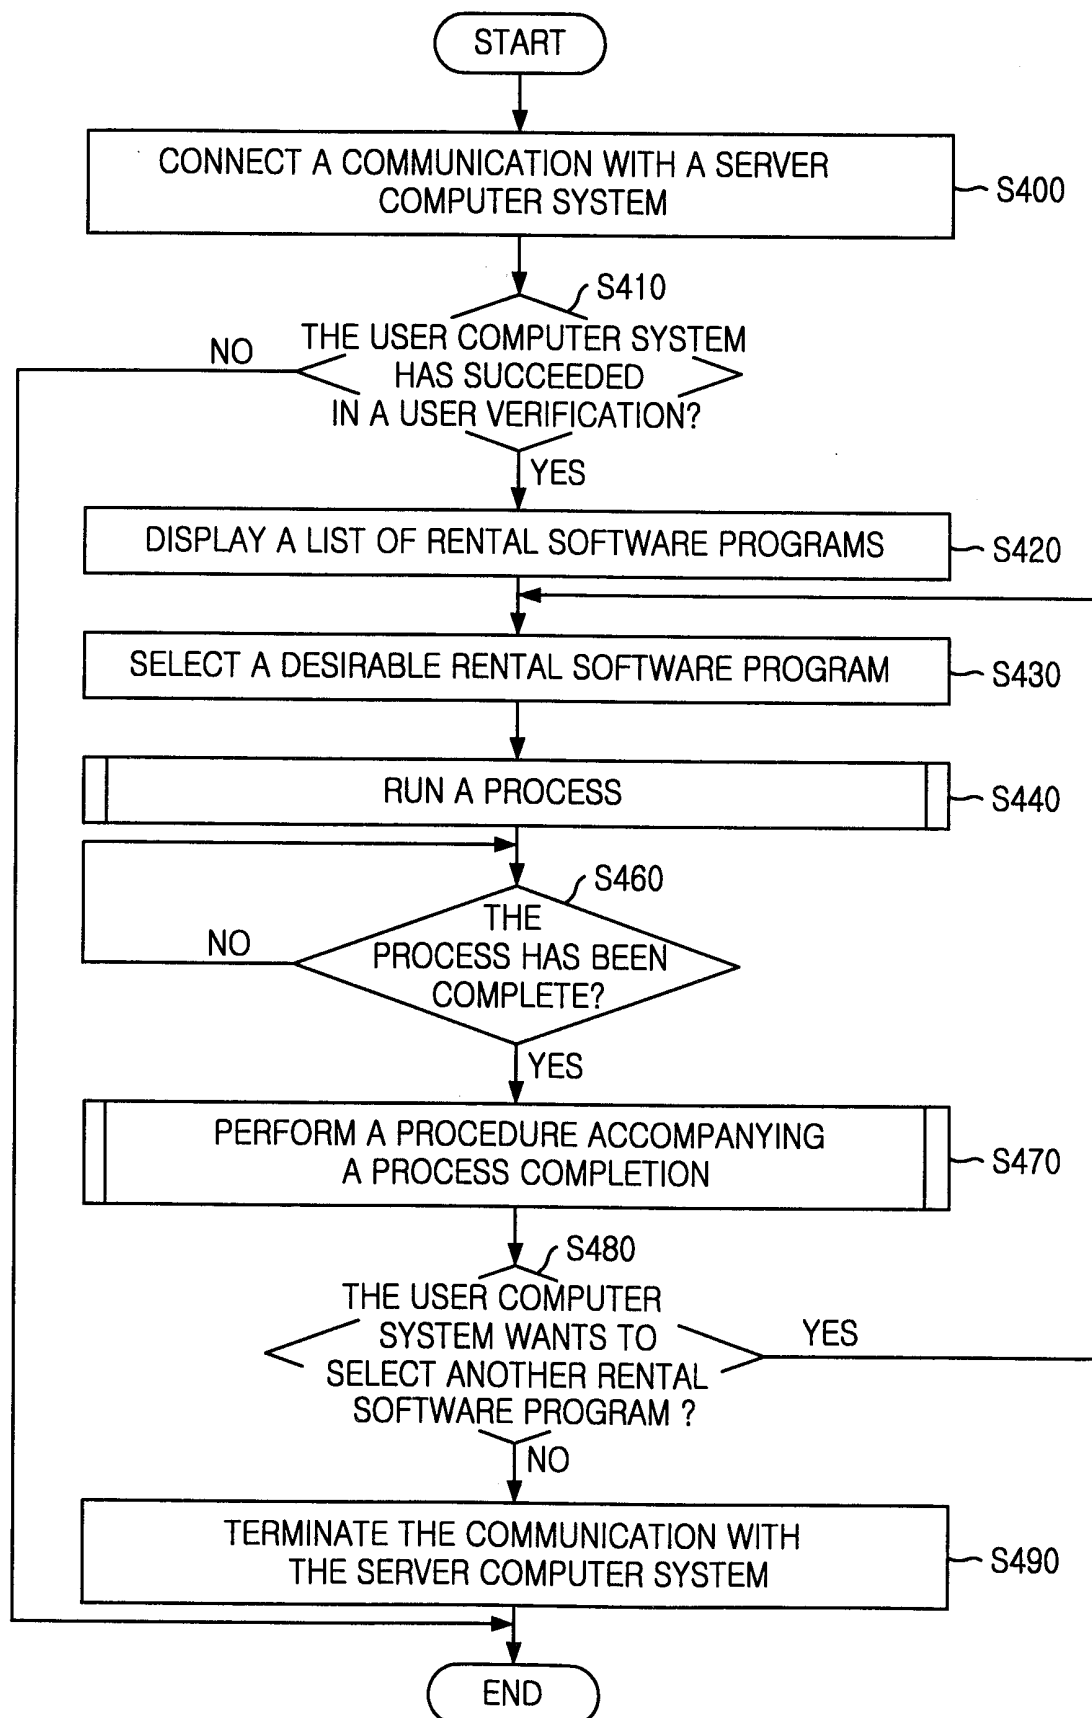 START
CONNECT A COMMUNICATION WITH A SERVER
COMPUTER SYSTEM
S400
S410
THE USER COMPUTER SYSTEM
HAS SUCCEEDED
IN A USER VERIFICATION?
NO
YES
DISPLAY A LIST OF RENTAL SOFTWARE PROGRAMS
S420
SELECT A DESIRABLE RENTAL SOFTWARE PROGRAM
S430
RUN A PROCESS
S440
S460
THE
PROCESS HAS BEEN
COMPLETE?
NO
YES
PERFORM A PROCEDURE ACCOMPANYING
A PROCESS COMPLETION
S470
S480
THE USER COMPUTER
SYSTEM WANTS TO
SELECT ANOTHER RENTAL
SOFTWARE PROGRAM ?
YES
NO
TERMINATE THE COMMUNICATION WITH
THE SERVER COMPUTER SYSTEM
S490
END